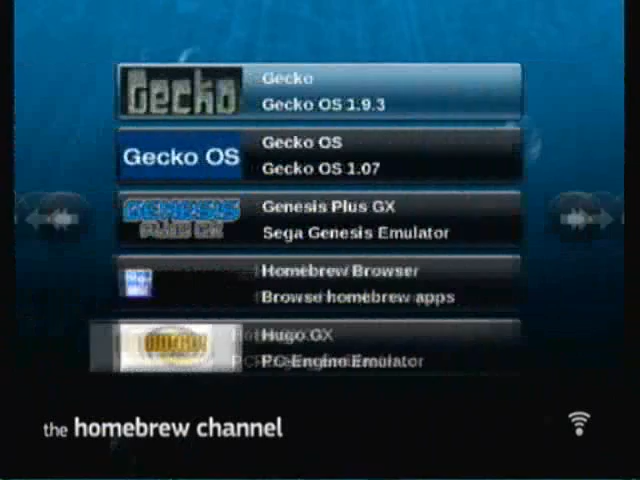 Gecko
Gecko
Gecko OS 1.9.3
Gecko OS
Gecko OS
Gecko OS 1.07
GENESIS
PLUS GX
Genesis Plus GX
Sega Genesis Emulator
Homebrew Browser
Browse homebrew apps
Hugo GX
PC-Engine Emulator
the homebrew channel